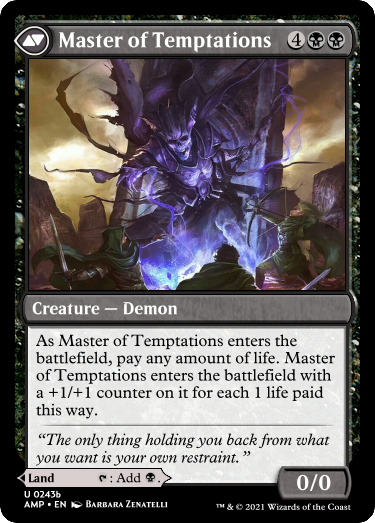 Master of Temptations 4
Creature — Demon
As Master of Temptations enters the
battlefield, pay any amount of life. Master
of Temptations enters the battlefield with
a +1/+1 counter on it for each 1 life paid
this way.
“The only thing holding you back from what
you want is your own restraint.”
Land : Add .
0/0
U 0243b
AMP • EN Barbara Zenatelli
™ & © 2021 Wizards of the Coast